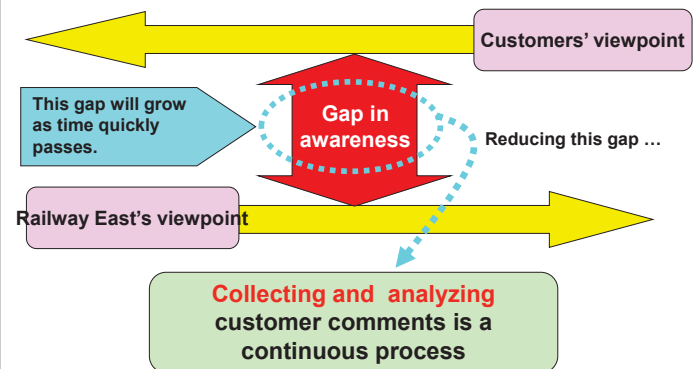 Customers' viewpoint
This gap will grow
as time quickly
passes.
Gap in
awareness
Reducing this gap …
Railway East's viewpoint
Collecting and analyzing
customer comments is a
continuous process